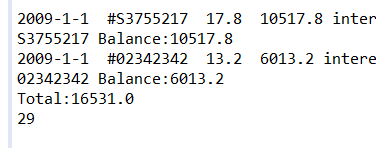 2009-1-1  #S3755217  17.8  10517.8 inter
S3755217 Balance:10517.8
2009-1-1  #02342342  13.2  6013.2 intere
02342342 Balance:6013.2
Total:16531.0
29